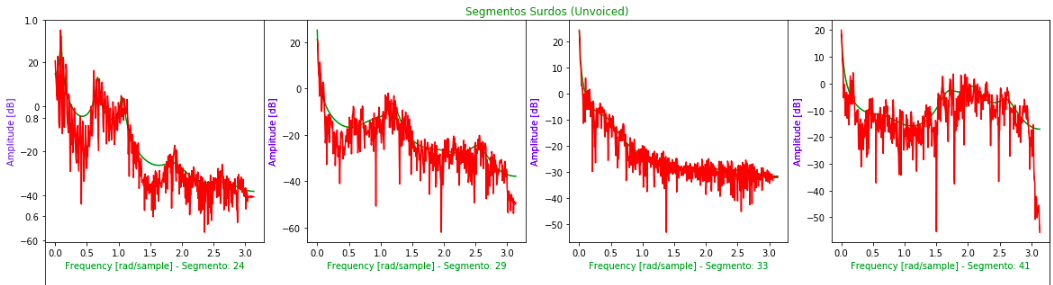 Segmentos Surdos (Unvoiced)
1.0
20
0
0.8
−20
−40
0.6
−60
Amplitude [dB]
0.0 0.5 1.0 1.5 2.0 2.5 3.0
Frequency [rad/sample] - Segmento: 24
20
0
−20
−40
−60
Amplitude [dB]
0.0 0.5 1.0 1.5 2.0 2.5 3.0
Frequency [rad/sample] - Segmento: 29
30
20
10
0
−10
−20
−30
−40
−50
Amplitude [dB]
0.0 0.5 1.0 1.5 2.0 2.5 3.0
Frequency [rad/sample] - Segmento: 33
20
10
0
−10
−20
−30
−40
−50
Amplitude [dB]
0.0 0.5 1.0 1.5 2.0 2.5 3.0
Frequency [rad/sample] - Segmento: 41